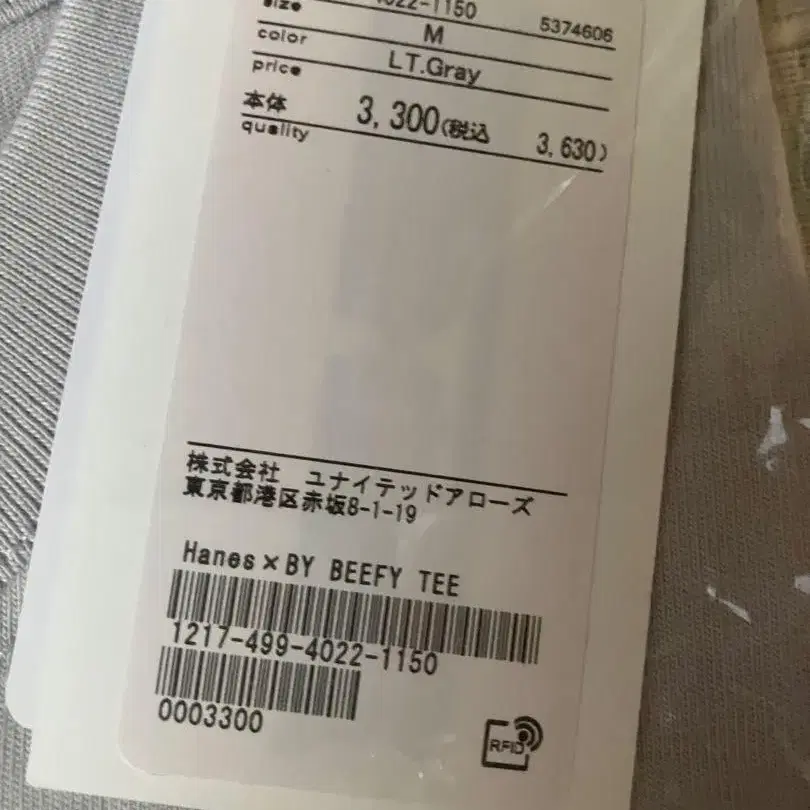 4022-1150 5374606
size M
color LT.Gray
price
本体 3,300(税込 3,630)
quality
株式会社 ユナイテッドアローズ
東京都港区赤坂8-1-19
Hanes×BY BEEFY TEE
1217-499-4022-1150
0003300
RFID